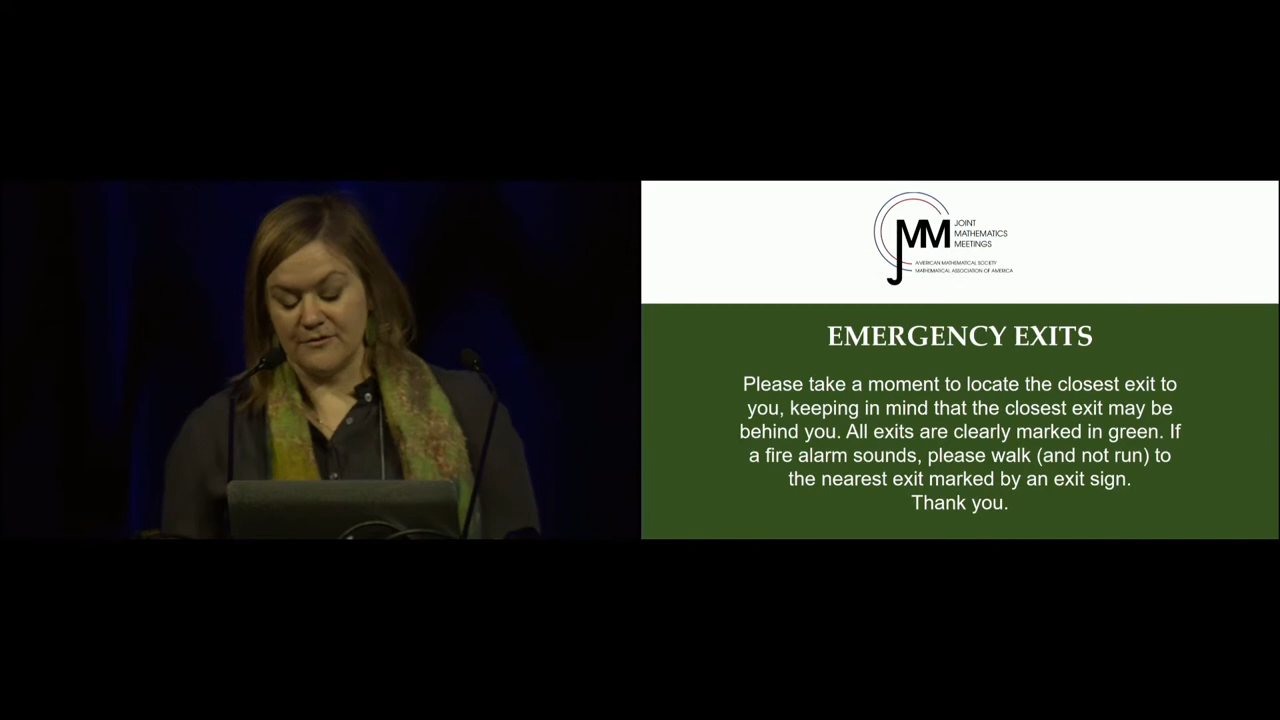 JMM
JOINT
MATHEMATICS
MEETINGS
AMERICAN MATHEMATICAL SOCIETY
MATHEMATICAL ASSOCIATION OF AMERICA
EMERGENCY EXITS
Please take a moment to locate the closest exit to
you, keeping in mind that the closest exit may be
behind you. All exits are clearly marked in green. If
a fire alarm sounds, please walk (and not run) to
the nearest exit marked by an exit sign.
Thank you.